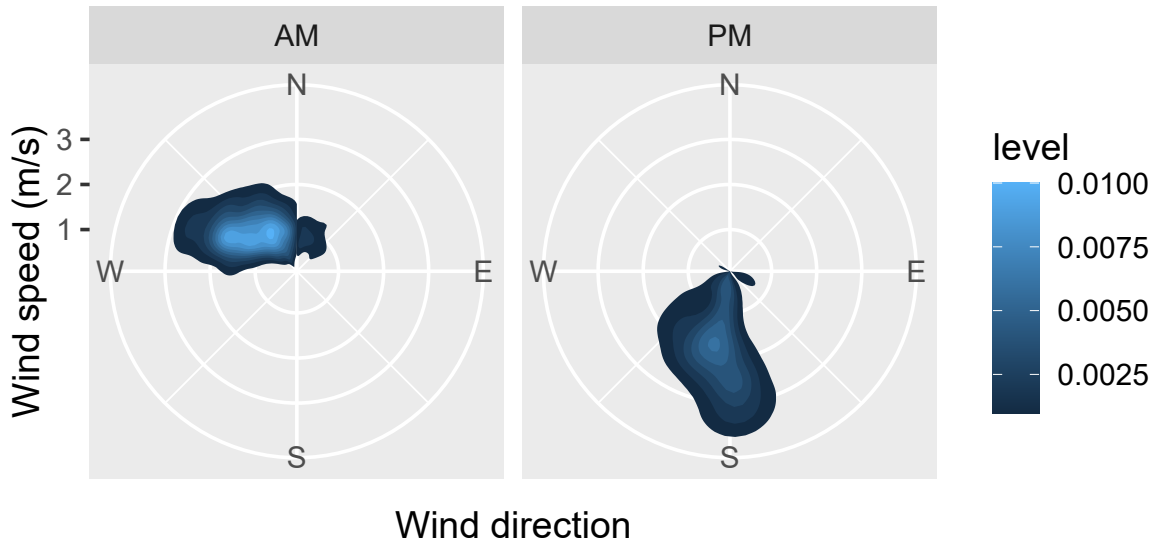 AM
PM
Wind speed (m/s)
3
2
1
N
W
E
S
N
W
E
S
Wind direction
level
0.0100
0.0075
0.0050
0.0025